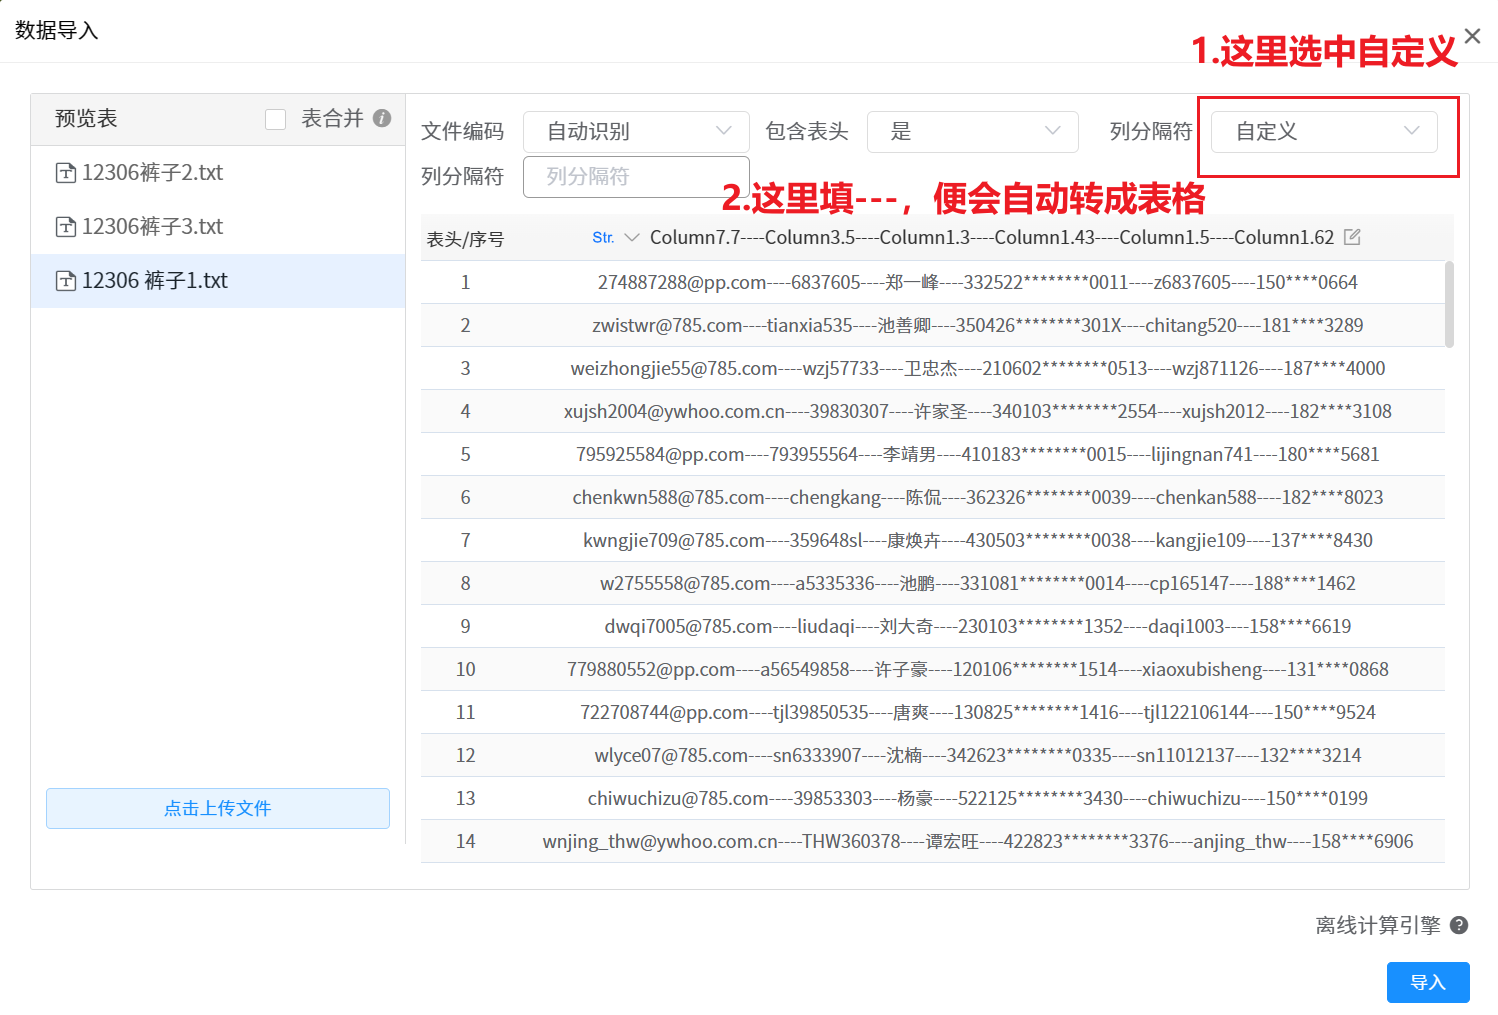 数据导入
1.这里选中自定义
预览表 表合并
文件编码 自动识别 包含表头 是 列分隔符 自定义
列分隔符 列分隔符
2.这里填---，便会自动转成表格
12306裤子2.txt
12306裤子3.txt
12306 裤子1.txt
表头/序号 Str. Column7.7----Column3.5----Column1.3----Column1.43----Column1.5----Column1.62
1 274887288@pp.com----6837605----郑一峰----332522********0011----z6837605----150****0664
2 zwistwr@785.com----tianxia535----池善卿----350426********301X----chitang520----181****3289
3 weizhongjie55@785.com----wzj57733----卫忠杰----210602********0513----wzj871126----187****4000
4 xujsh2004@ywhoo.com.cn----39830307----许家圣----340103********2554----xujsh2012----182****3108
5 795925584@pp.com----793955564----李靖男----410183********0015----lijingnan741----180****5681
6 chenkwn588@785.com----chengkang----陈侃----362326********0039----chenkan588----182****8023
7 kwngjie709@785.com----359648sl----康焕卉----430503********0038----kangjie109----137****8430
8 w2755558@785.com----a5335336----池鹏----331081********0014----cp165147----188****1462
9 dwqi7005@785.com----liudaqi----刘大奇----230103********1352----daqi1003----158****6619
10 779880552@pp.com----a56549858----许子豪----120106********1514----xiaoxubisheng----131****0868
11 722708744@pp.com----tjl39850535----唐爽----130825********1416----tjl122106144----150****9524
12 wlyce07@785.com----sn6333907----沈楠----342623********0335----sn11012137----132****3214
13 chiwuchizu@785.com----39853303----杨豪----522125********3430----chiwuchizu----150****0199
14 wnjing_thw@ywhoo.com.cn----THW360378----谭宏旺----422823********3376----anjing_thw----158****6906
点击上传文件
离线计算引擎
导入